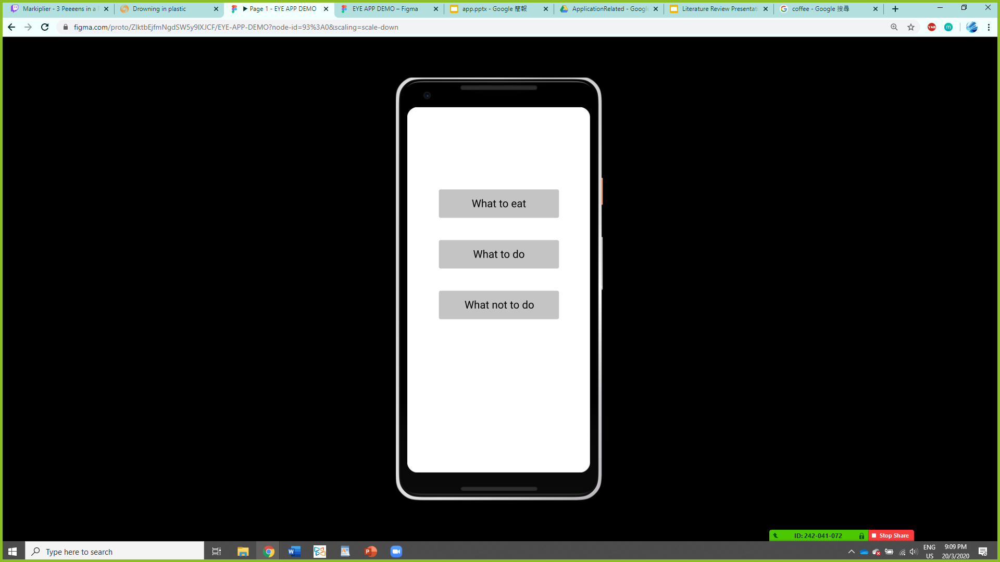 Markiplier - 3 Peeeens in a
Drowning in plastic
▶ Page 1 - EYE APP DEMO
EYE APP DEMO – Figma
app.pptx - Google 簡報
ApplicationRelated - Google
Literature Review Presentat
coffee - Google 搜尋
figma.com/proto/ZIktbEjfmNgdSW5y9lXJCF/EYE-APP-DEMO?node-id=93%3A0&scaling=scale-down
YAB
m
What to eat
What to do
What not to do
ID: 242-041-072
Stop Share
Type here to search
ENG
US
9:09 PM
20/3/2020